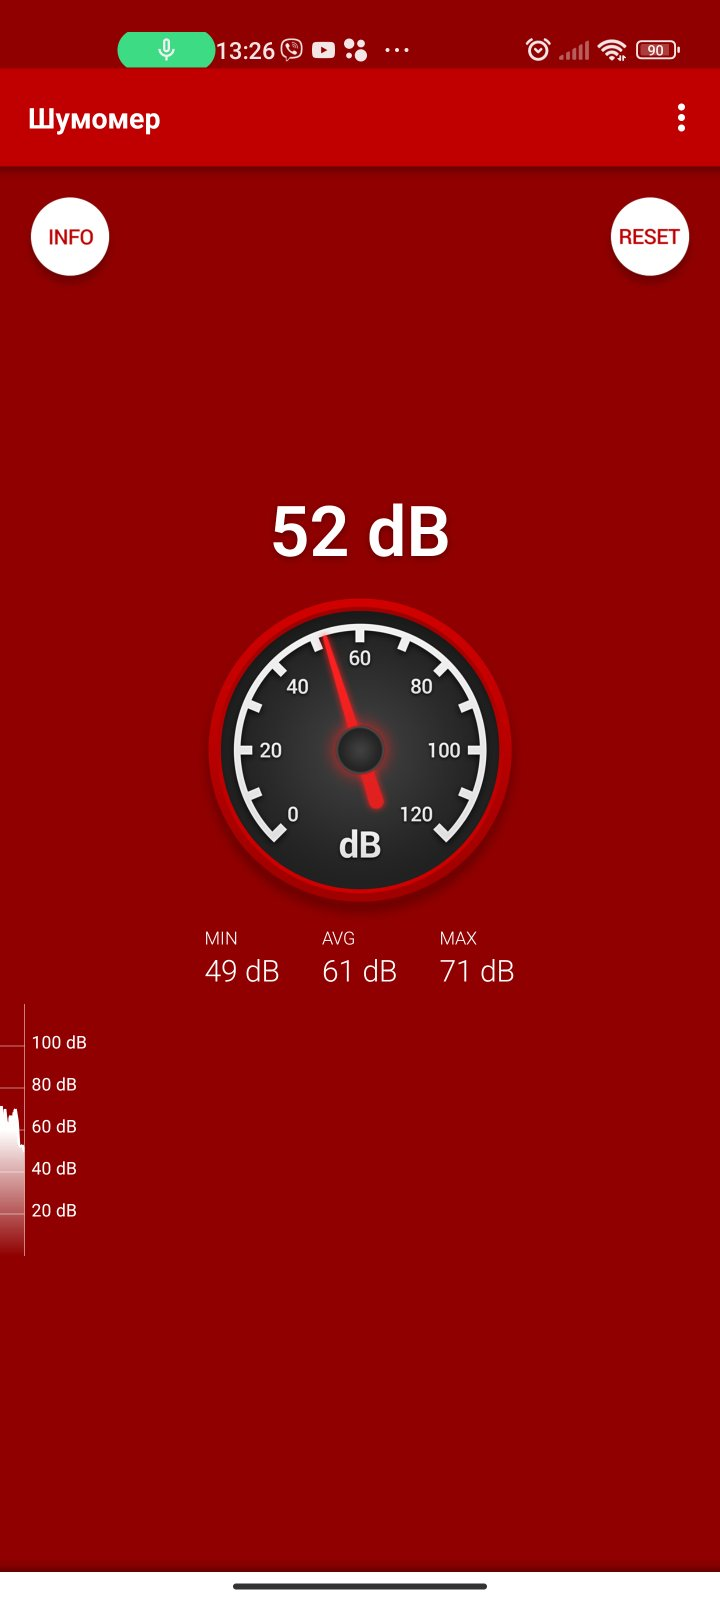 13:26 90
Шумомер
INFO RESET
52 dB
60
40 80
20 100
0 120
dB
MIN AVG MAX
49 dB 61 dB 71 dB
100 dB
80 dB
60 dB
40 dB
20 dB